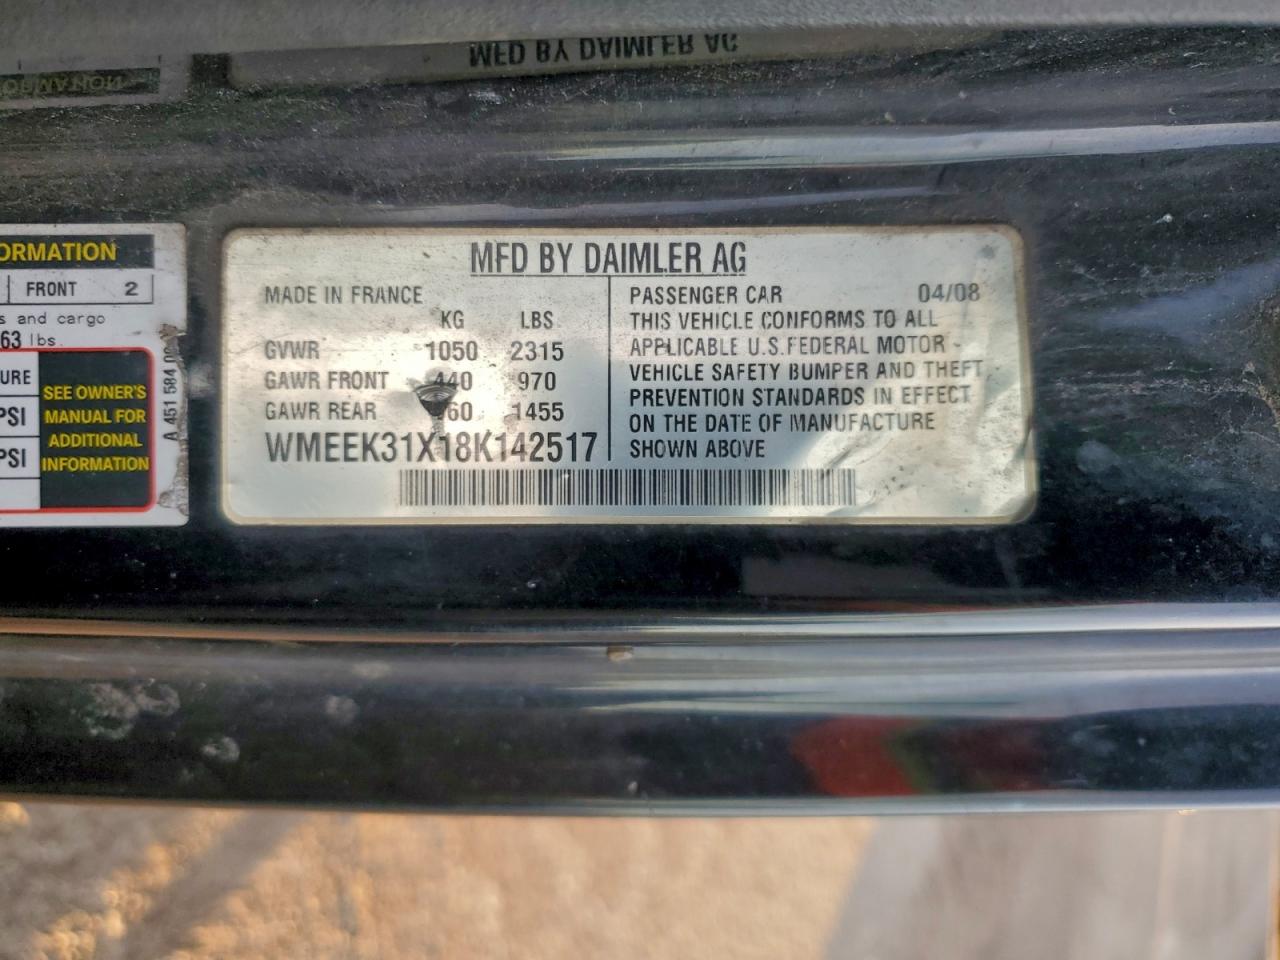 MFD BY DAIMLER AG
ORMATION
FRONT 2
s and cargo
63 lbs.
URE
PSI
PSI
SEE OWNER'S
MANUAL FOR
ADDITIONAL
INFORMATION
A 451 584
MFD BY DAIMLER AG
MADE IN FRANCE
KG LBS
GVWR 1050 2315
GAWR FRONT 440 970
GAWR REAR 60 1455
WMEEK31X18K142517
PASSENGER CAR 04/08
THIS VEHICLE CONFORMS TO ALL
APPLICABLE U.S.FEDERAL MOTOR
VEHICLE SAFETY BUMPER AND THEFT
PREVENTION STANDARDS IN EFFECT
ON THE DATE OF MANUFACTURE
SHOWN ABOVE